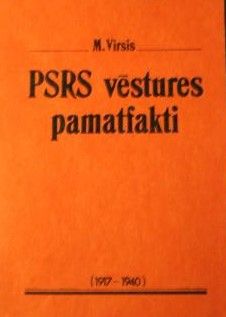 M. Virsis
PSRS vēstures
pamatfakti
(1917-1940)